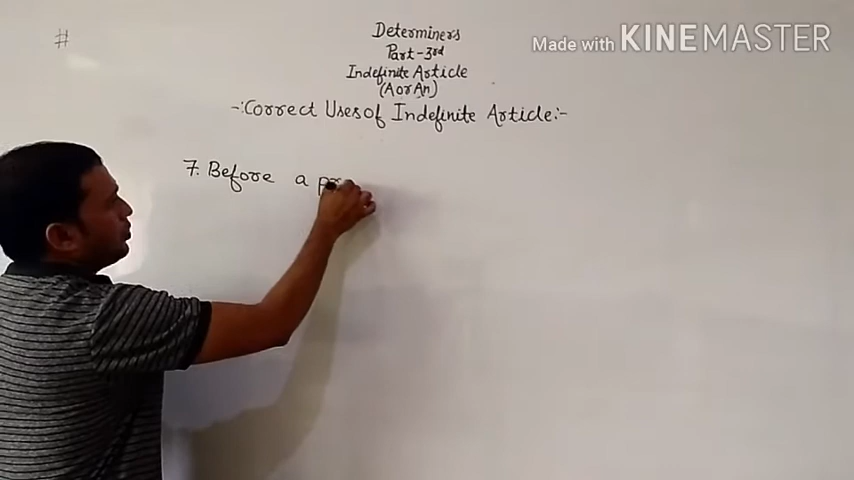 #
Determiners
Part-3rd
Indefinite Article
(A or An)
-:Correct Uses of Indefinite Article:-
7. Before a
Made with KINEMASTER